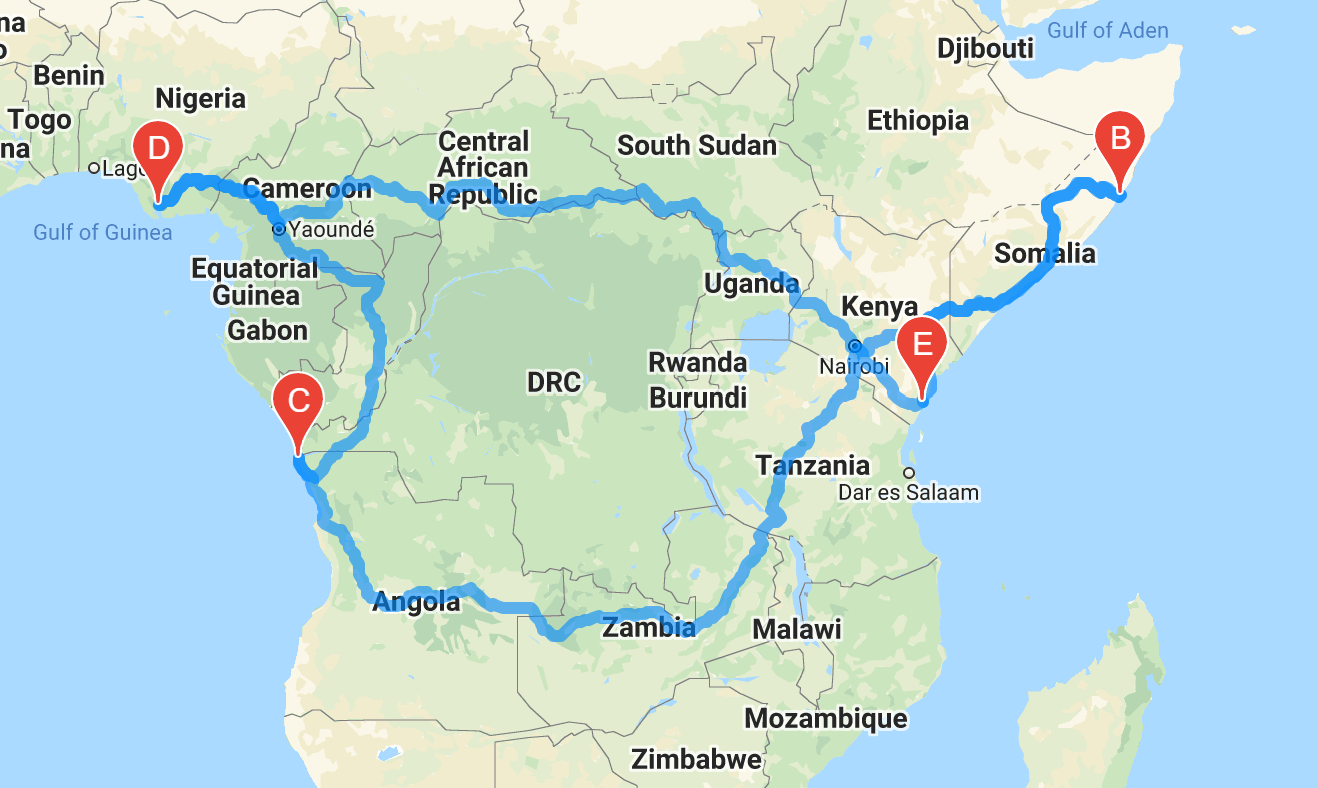 na
o
Benin
Togo
na
Nigeria
D
Gulf of Guinea
Cameroon
Yaoundé
Equatorial
Guinea
Gabon
C
Central
African
Republic
South Sudan
Djibouti
Gulf of Aden
Ethiopia
B
Somalia
Uganda
Kenya
E
Nairobi
Rwanda
Burundi
DRC
Tanzania
Dar es Salaam
Angola
Zambia
Malawi
Mozambique
Zimbabwe